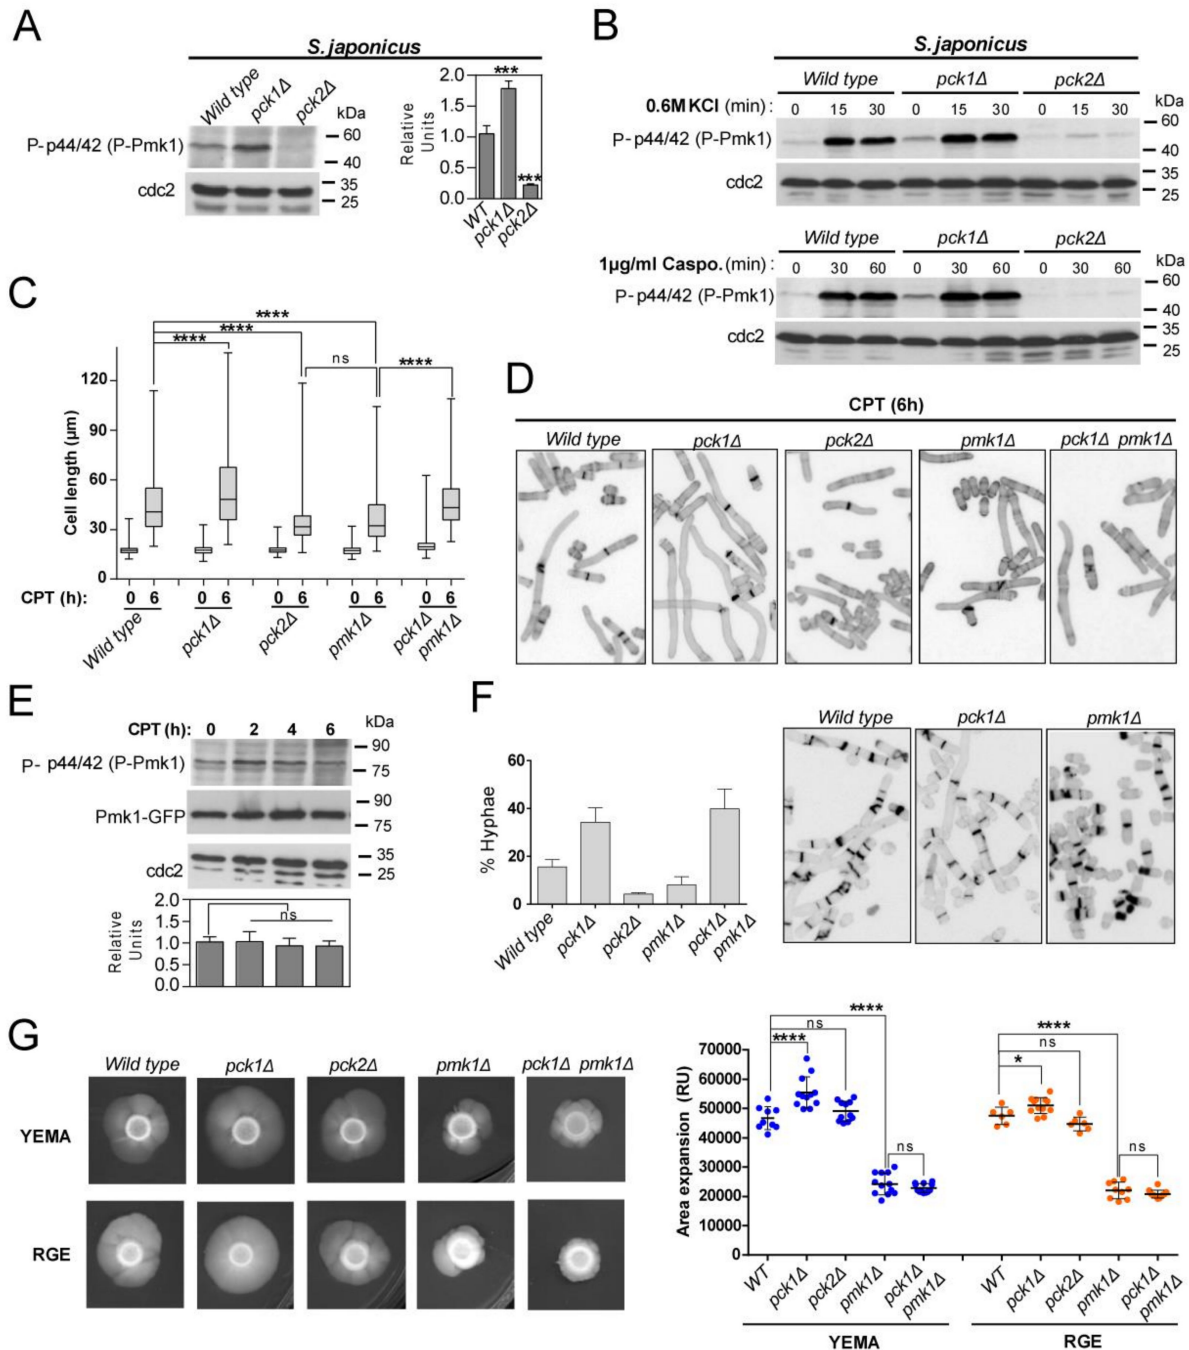 A
S. japonicus
Wild type
pck1Δ
pck2Δ
kDa
P-p44/42 (P-Pmk1)
60
40
cdc2
35
25
Relative
Units
2.0
1.5
1.0
0.5
0.0
***
***
WT
pck1Δ
pck2Δ
B
S. japonicus
Wild type pck1Δ pck2Δ
0.6M KCl (min) : 0 15 30 0 15 30 0 15 30 kDa
P-p44/42 (P-Pmk1)
60
40
cdc2
35
25
Wild type pck1Δ pck2Δ
1µg/ml Caspo. (min) : 0 30 60 0 30 60 0 30 60 kDa
P-p44/42 (P-Pmk1)
60
40
cdc2
35
25
C
****
****
****
ns
****
Cell length (µm)
120
90
60
30
0
CPT (h): 0 6 0 6 0 6 0 6 0 6
Wild type
pck1Δ
pck2Δ
pmk1Δ
pck1Δ
pmk1Δ
D
CPT (6h)
Wild type pck1Δ pck2Δ pmk1Δ pck1Δ pmk1Δ
E
CPT (h): 0 2 4 6 kDa
P- p44/42 (P-Pmk1)
90
75
Pmk1-GFP
90
75
cdc2
35
25
Relative
Units
2.0
1.5
1.0
0.5
0.0
ns
F
% Hyphae
60
40
20
0
Wild type
pck1Δ
pck2Δ
pmk1Δ
pck1Δ
pmk1Δ
Wild type pck1Δ pmk1Δ
G
Wild type pck1Δ pck2Δ pmk1Δ pck1Δ pmk1Δ
YEMA
RGE
Area expansion (RU)
70000
60000
50000
40000
30000
20000
10000
0
****
ns
****
ns
****
ns
*
ns
WT
pck1Δ
pck2Δ
pmk1Δ
pck1Δ
pmk1Δ
WT
pck1Δ
pck2Δ
pmk1Δ
pck1Δ
pmk1Δ
YEMA
RGE